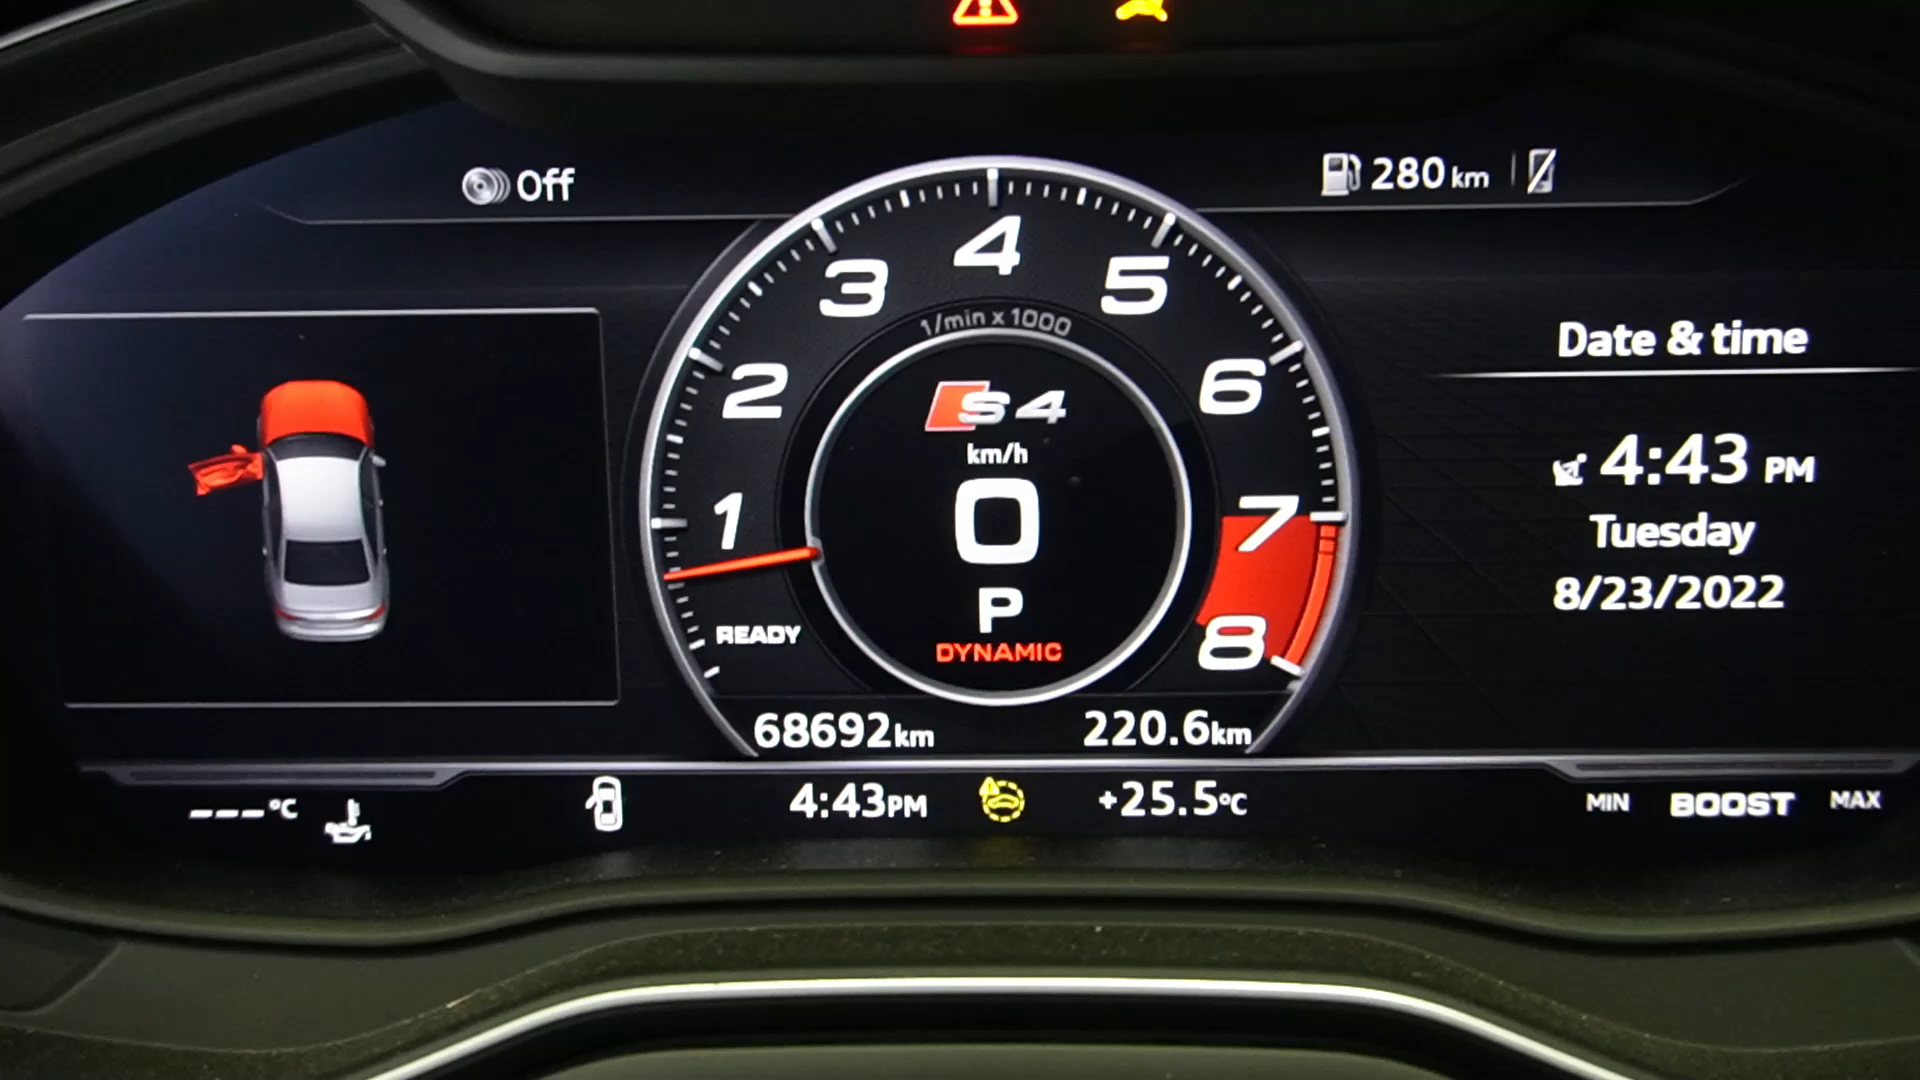 Off
280 km
4
3
5
1/min x 1000
2
6
S4
km/h
1
0
7
READY
P
8
DYNAMIC
68692km
220.6km
Date & time
4:43 PM
Tuesday
8/23/2022
---°C
4:43PM
+25.5°C
MIN BOOST MAX